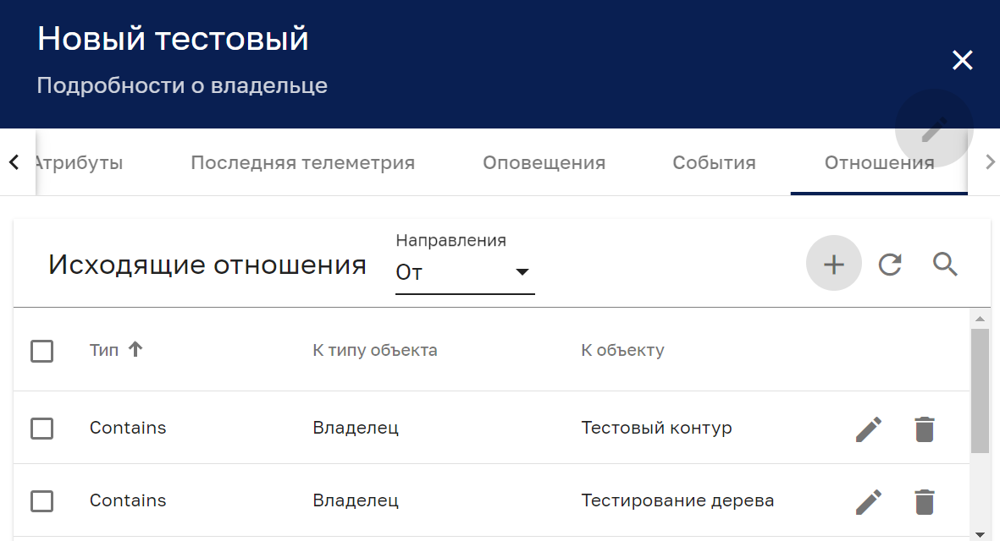 Новый тестовый
Подробности о владельце
Атрибуты Последняя телеметрия Оповещения События Отношения
Направления
Исходящие отношения От
Тип К типу объекта К объекту
Contains Владелец Тестовый контур
Contains Владелец Тестирование дерева